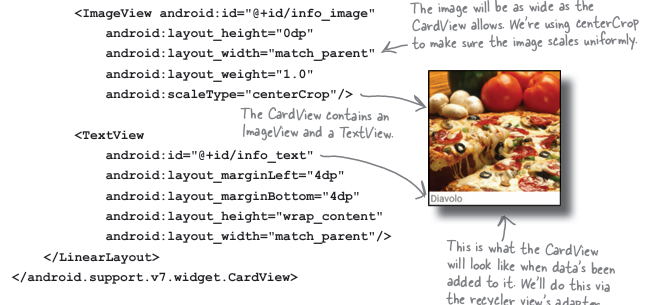 <ImageView android:id="@+id/info_image"
android:layout_height="0dp"
android:layout_width="match_parent"
android:layout_weight="1.0"
android:scaleType="centerCrop"/>
The image will be as wide as the
CardView allows. We're using centerCrop
to make sure the image scales uniformly.
The CardView contains an
ImageView and a TextView.
<TextView
android:id="@+id/info_text"
android:layout_marginLeft="4dp"
android:layout_marginBottom="4dp"
android:layout_height="wrap_content"
android:layout_width="match_parent"/>
</LinearLayout>
</android.support.v7.widget.CardView>
Diavolo
This is what the CardView
will look like when data's been
added to it. We'll do this via
the recycler view's adapter